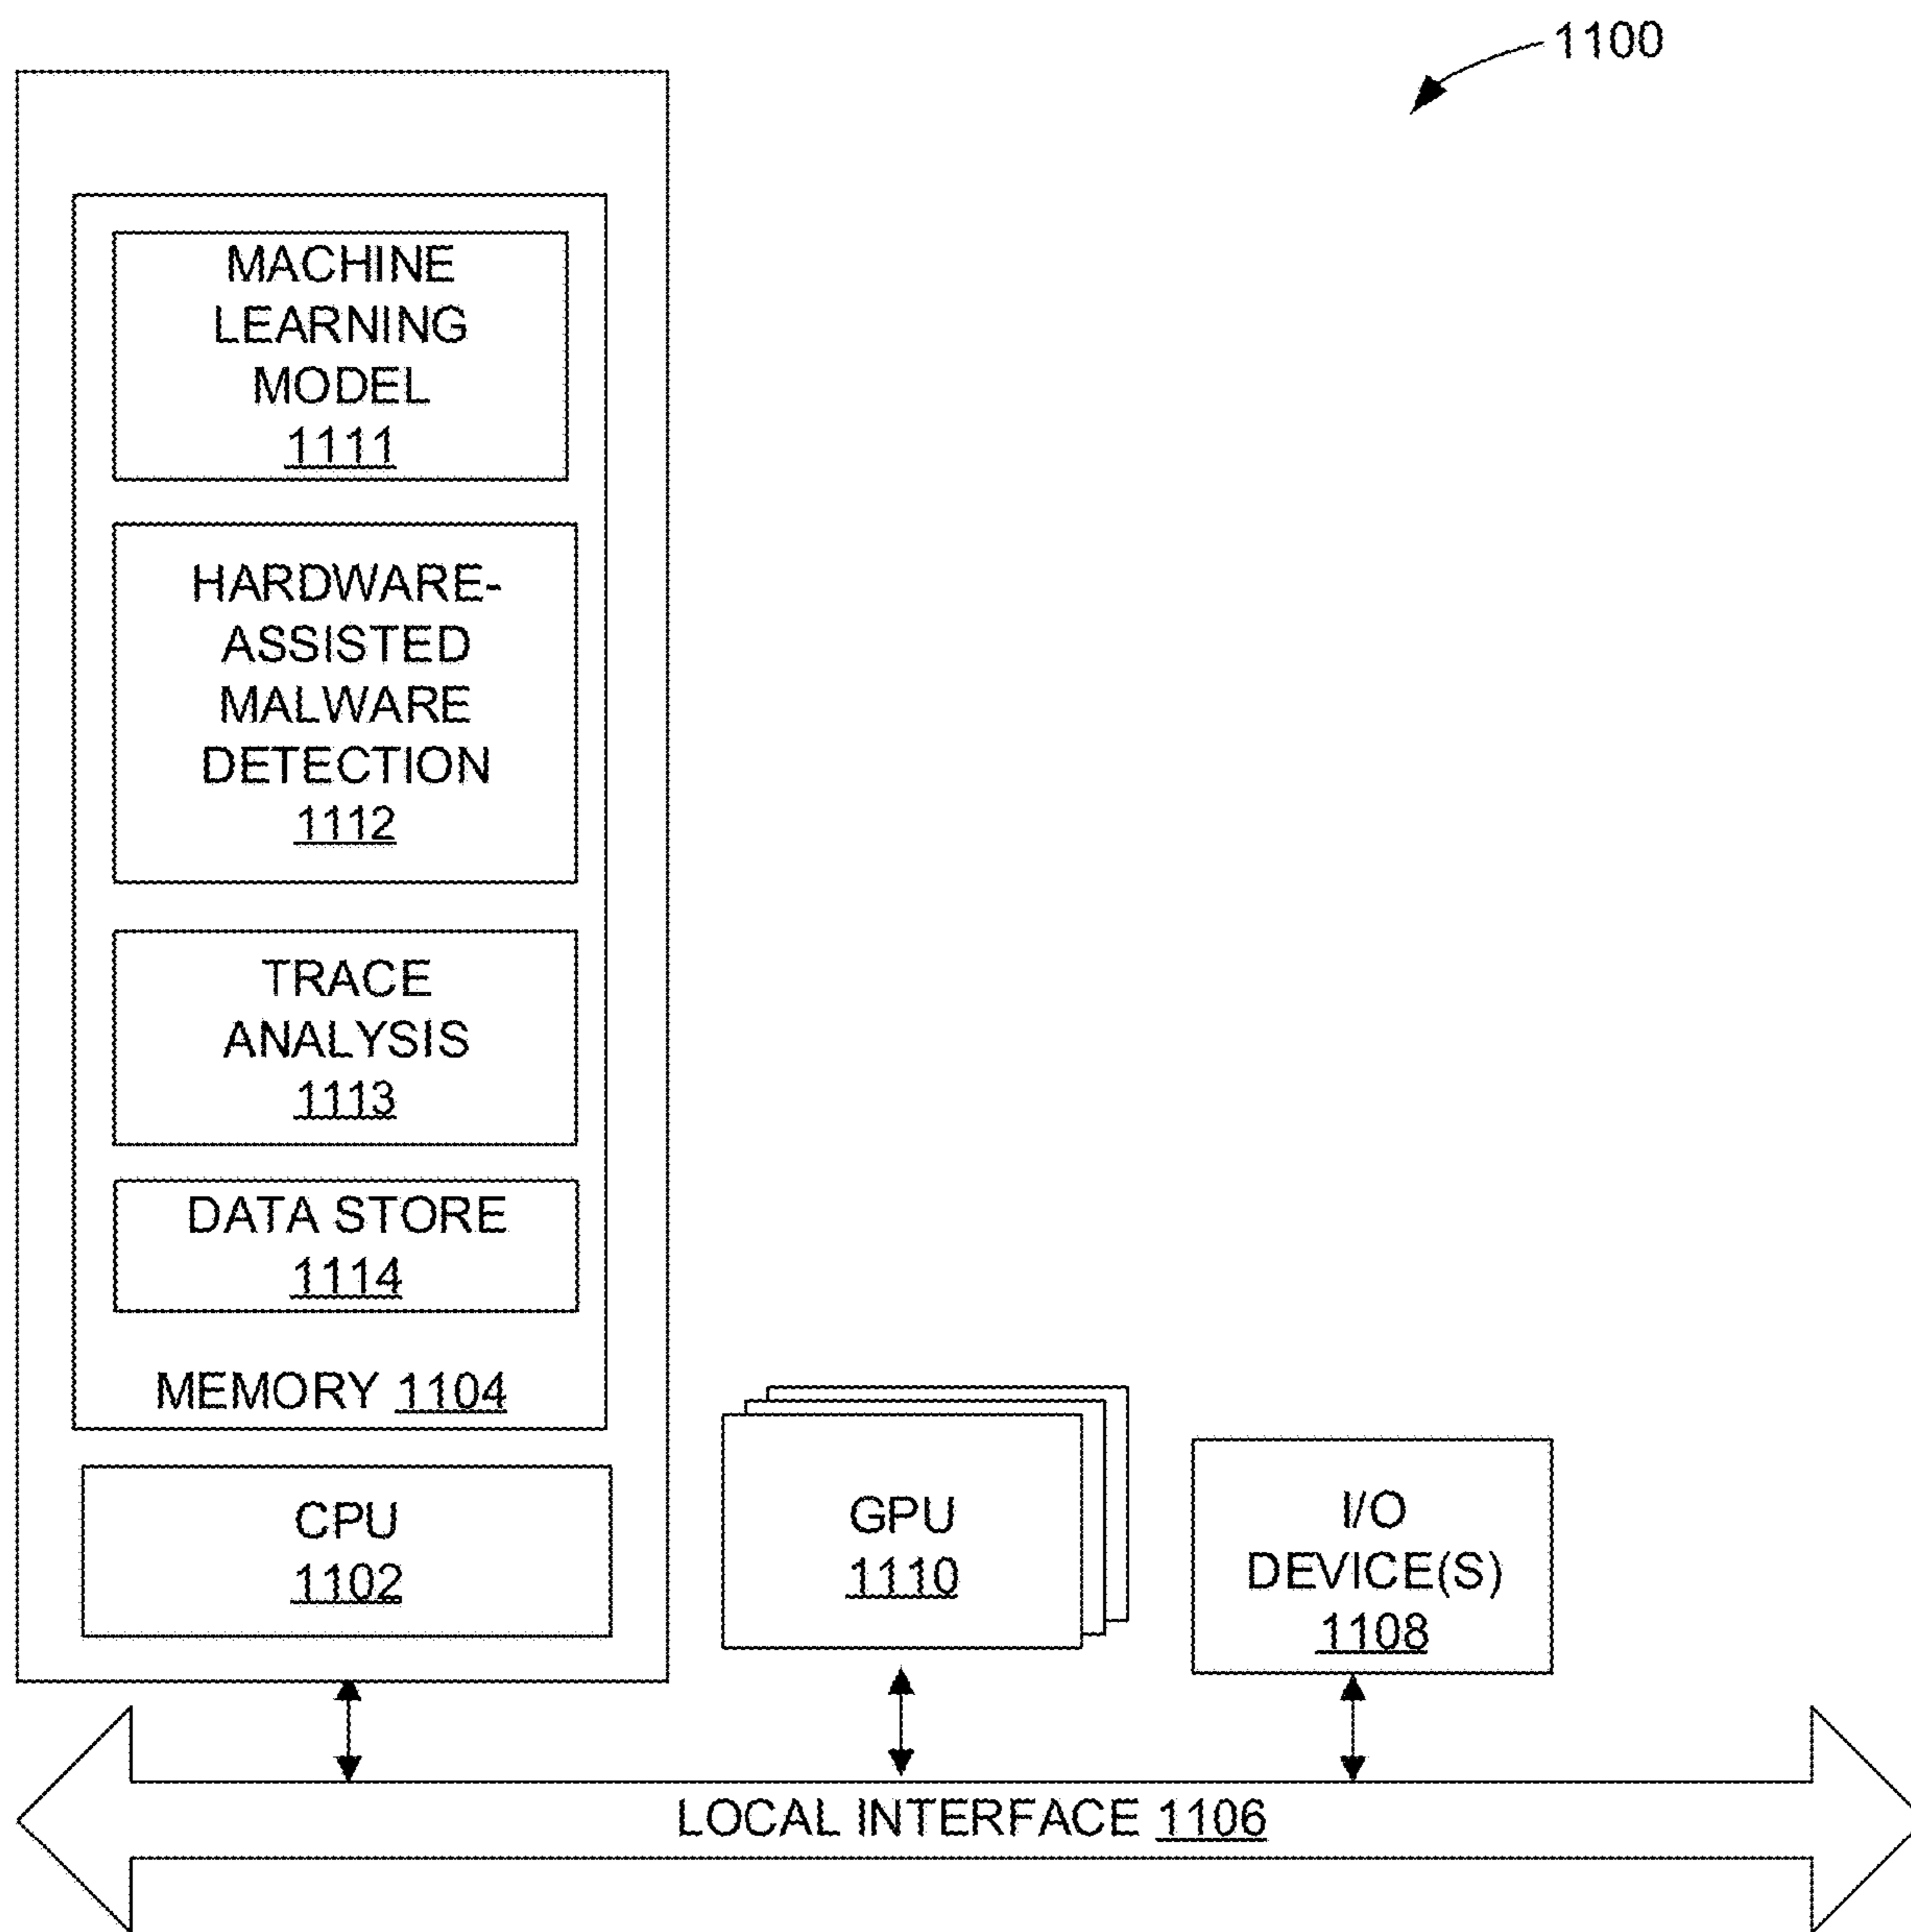 1100
MACHINE
LEARNING
MODEL
1111
HARDWARE-
ASSISTED
MALWARE
DETECTION
1112
TRACE
ANALYSIS
1113
DATA STORE
1114
MEMORY 1104
CPU
1102
GPU
1110
I/O
DEVICE(S)
1108
LOCAL INTERFACE 1106